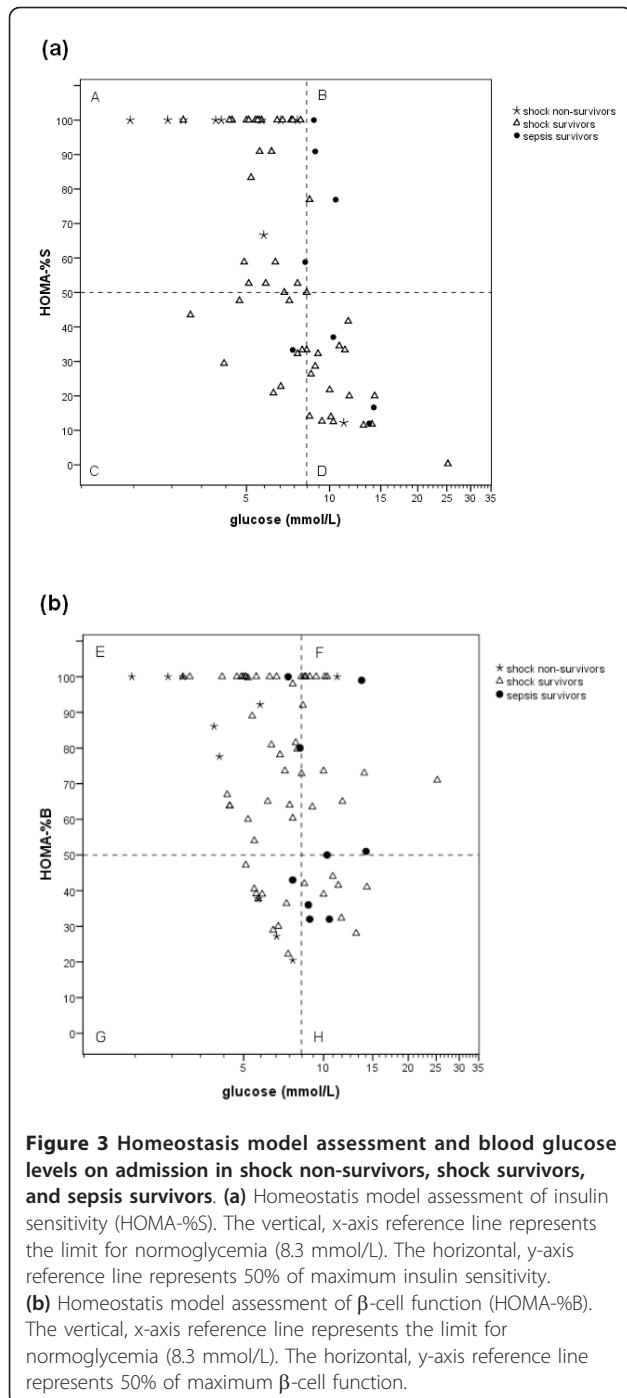 (a)
A
B
✶ shock non-survivors
△ shock survivors
● sepsis survivors
100
90
80
70
60
50
40
30
20
10
0
HOMA-%S
C
D
5 10 15 20 25 30 35
glucose (mmol/L)
(b)
E
F
✶ shock non-survivors
△ shock survivors
● sepsis survivors
100
90
80
70
60
50
40
30
20
10
0
HOMA-%B
G
H
5 10 15 20 25 30 35
glucose (mmol/L)
Figure 3 Homeostasis model assessment and blood glucose
levels on admission in shock non-survivors, shock survivors,
and sepsis survivors. (a) Homeostatis model assessment of insulin
sensitivity (HOMA-%S). The vertical, x-axis reference line represents
the limit for normoglycemia (8.3 mmol/L). The horizontal, y-axis
reference line represents 50% of maximum insulin sensitivity.
(b) Homeostatis model assessment of β-cell function (HOMA-%B).
The vertical, x-axis reference line represents the limit for
normoglycemia (8.3 mmol/L). The horizontal, y-axis reference line
represents 50% of maximum β-cell function.